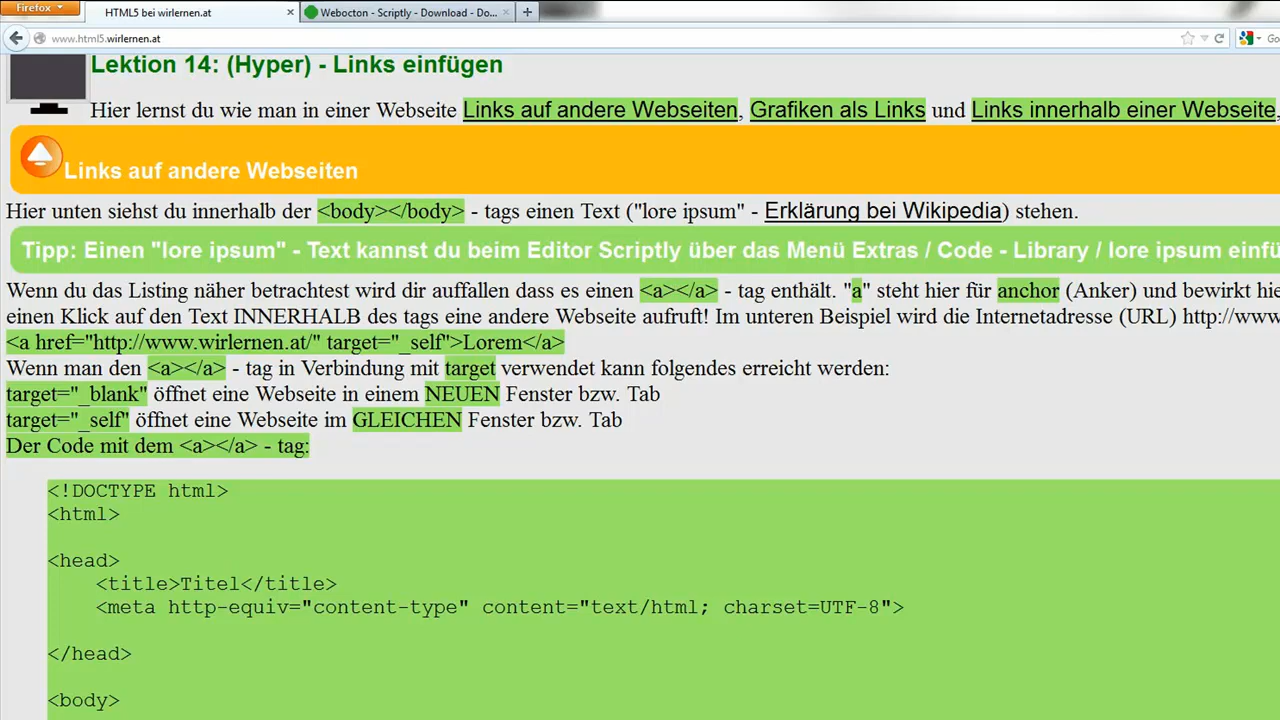 Firefox
HTML5 bei wirlernen.at
Webocton - Scriptly - Download - Do...
www.html5.wirlernen.at
Lektion 14: (Hyper) - Links einfügen
Hier lernst du wie man in einer Webseite Links auf andere Webseiten, Grafiken als Links und Links innerhalb einer Webseite,
Links auf andere Webseiten
Hier unten siehst du innerhalb der <body></body> - tags einen Text ("lore ipsum" - Erklärung bei Wikipedia) stehen.
Tipp: Einen "lore ipsum" - Text kannst du beim Editor Scriptly über das Menü Extras / Code - Library / lore ipsum einfü
Wenn du das Listing näher betrachtest wird dir auffallen dass es einen <a></a> - tag enthält. "a" steht hier für anchor (Anker) und bewirkt hie
einen Klick auf den Text INNERHALB des tags eine andere Webseite aufruft! Im unteren Beispiel wird die Internetadresse (URL) http://www
<a href="http://www.wirlernen.at/" target="_self">Lorem</a>
Wenn man den <a></a> - tag in Verbindung mit target verwendet kann folgendes erreicht werden:
target="_blank" öffnet eine Webseite in einem NEUEN Fenster bzw. Tab
target="_self" öffnet eine Webseite im GLEICHEN Fenster bzw. Tab
Der Code mit dem <a></a> - tag:
<!DOCTYPE html>
<html>
<head>
<title>Titel</title>
<meta http-equiv="content-type" content="text/html; charset=UTF-8">
</head>
<body>